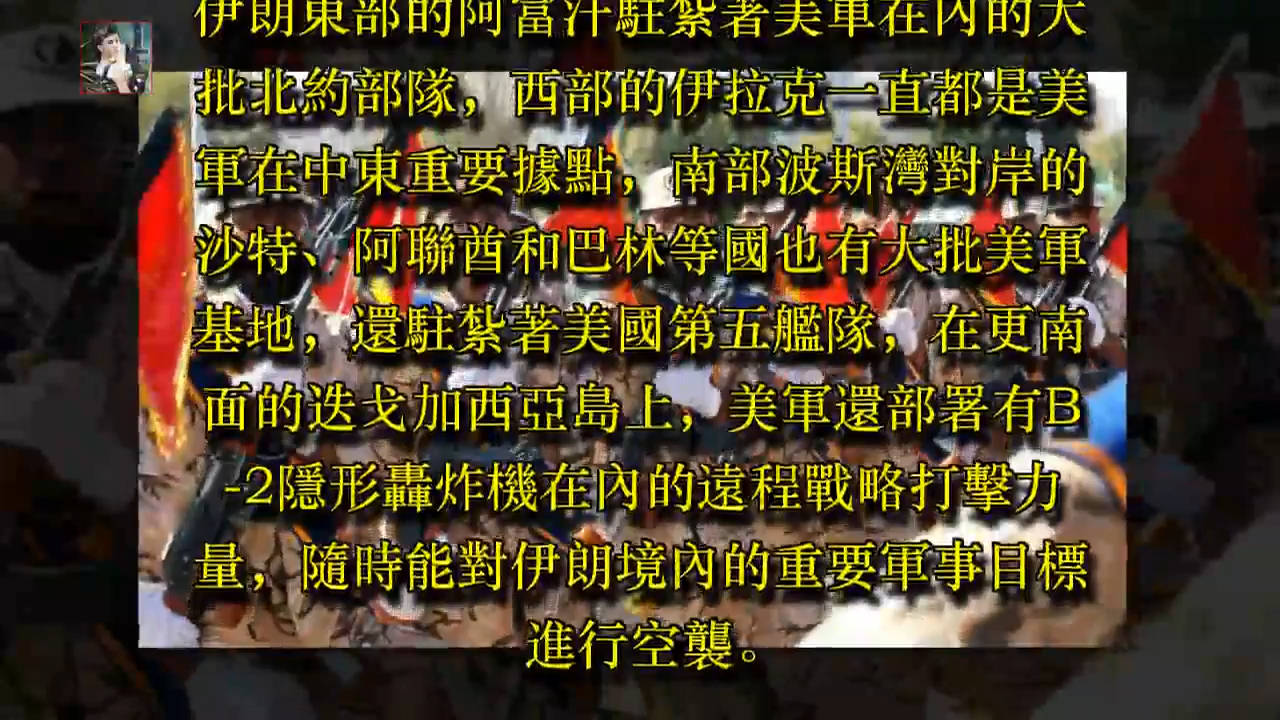 伊朗東部的阿富汗駐紮著美軍在內的大
批北約部隊，西部的伊拉克一直都是美
軍在中東重要據點，南部波斯灣對岸的
沙特、阿聯酋和巴林等國也有大批美軍
基地，還駐紮著美國第五艦隊，在更南
面的迭戈加西亞島上，美軍還部署有B
-2隱形轟炸機在內的遠程戰略打擊力
量，隨時能對伊朗境內的重要軍事目標
進行空襲。